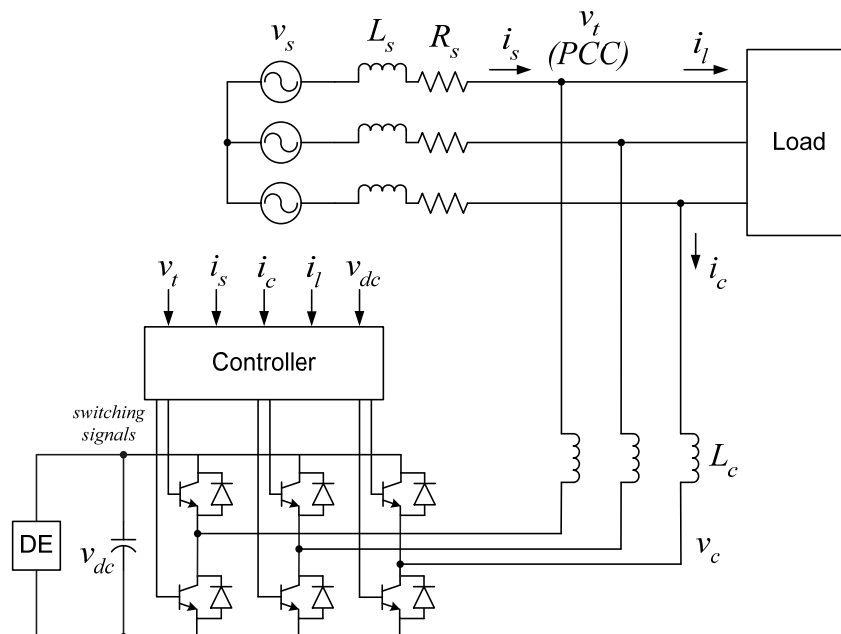 v_s
L_s
R_s
i_s
v_t
(PCC)
i_l
Load
i_c
v_t
i_s
i_c
i_l
v_dc
Controller
switching
signals
L_c
DE
v_dc
v_c